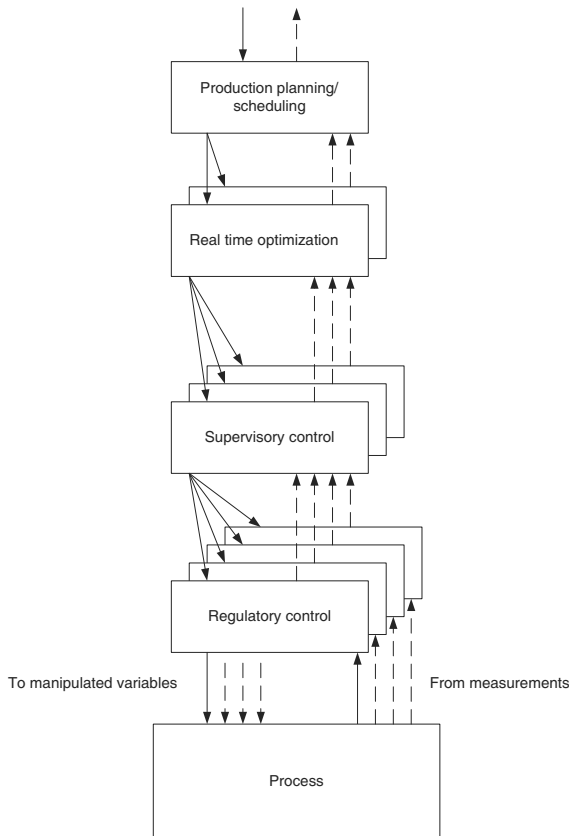 Production planning/
scheduling
Real time optimization
Supervisory control
Regulatory control
To manipulated variables
From measurements
Process